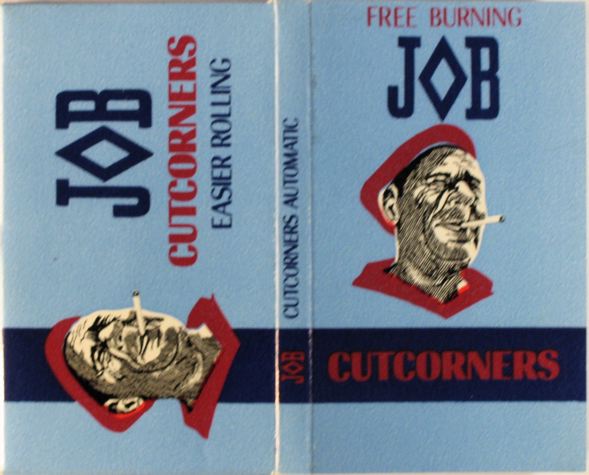 JOB
CUTCORNERS
EASIER ROLLING
JOB CUTCORNERS AUTOMATIC
FREE BURNING
JOB
CUTCORNERS